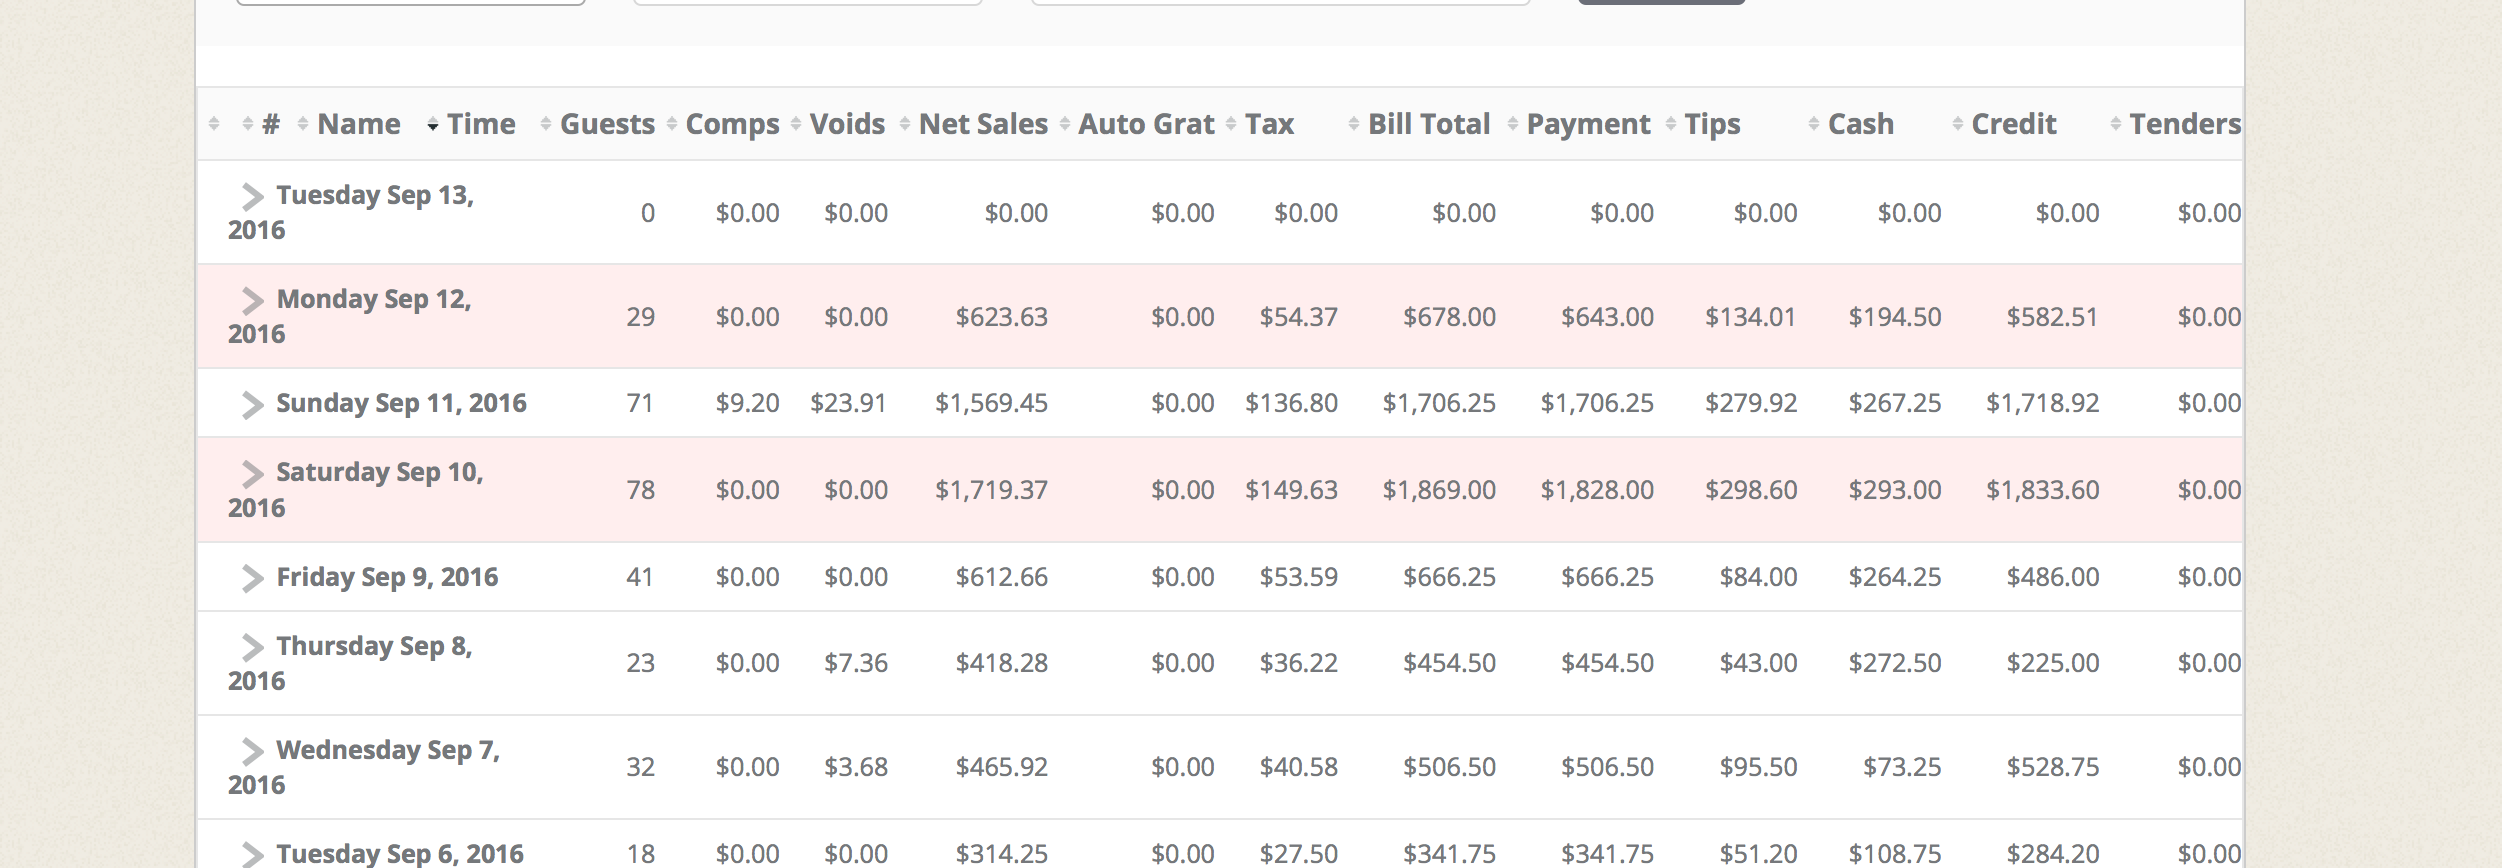 # Name Time Guests Comps Voids Net Sales Auto Grat Tax Bill Total Payment Tips Cash Credit Tenders
Tuesday Sep 13,
2016 0 $0.00 $0.00 $0.00 $0.00 $0.00 $0.00 $0.00 $0.00 $0.00 $0.00 $0.00
Monday Sep 12,
2016 29 $0.00 $0.00 $623.63 $0.00 $54.37 $678.00 $643.00 $134.01 $194.50 $582.51 $0.00
Sunday Sep 11, 2016 71 $9.20 $23.91 $1,569.45 $0.00 $136.80 $1,706.25 $1,706.25 $279.92 $267.25 $1,718.92 $0.00
Saturday Sep 10,
2016 78 $0.00 $0.00 $1,719.37 $0.00 $149.63 $1,869.00 $1,828.00 $298.60 $293.00 $1,833.60 $0.00
Friday Sep 9, 2016 41 $0.00 $0.00 $612.66 $0.00 $53.59 $666.25 $666.25 $84.00 $264.25 $486.00 $0.00
Thursday Sep 8,
2016 23 $0.00 $7.36 $418.28 $0.00 $36.22 $454.50 $454.50 $43.00 $272.50 $225.00 $0.00
Wednesday Sep 7,
2016 32 $0.00 $3.68 $465.92 $0.00 $40.58 $506.50 $506.50 $95.50 $73.25 $528.75 $0.00
Tuesday Sep 6, 2016 18 $0.00 $0.00 $314.25 $0.00 $27.50 $341.75 $341.75 $51.20 $108.75 $284.20 $0.00